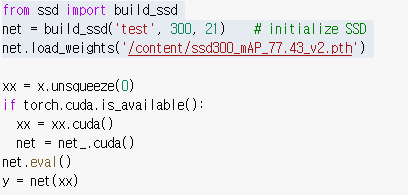 from ssd import build_ssd
net = build_ssd('test', 300, 21)    # initialize SSD
net.load_weights('/content/ssd300_mAP_77.43_v2.pth')

xx = x.unsqueeze(0)
if torch.cuda.is_available():
  xx = xx.cuda()
  net = net_.cuda()
net.eval()
y = net(xx)